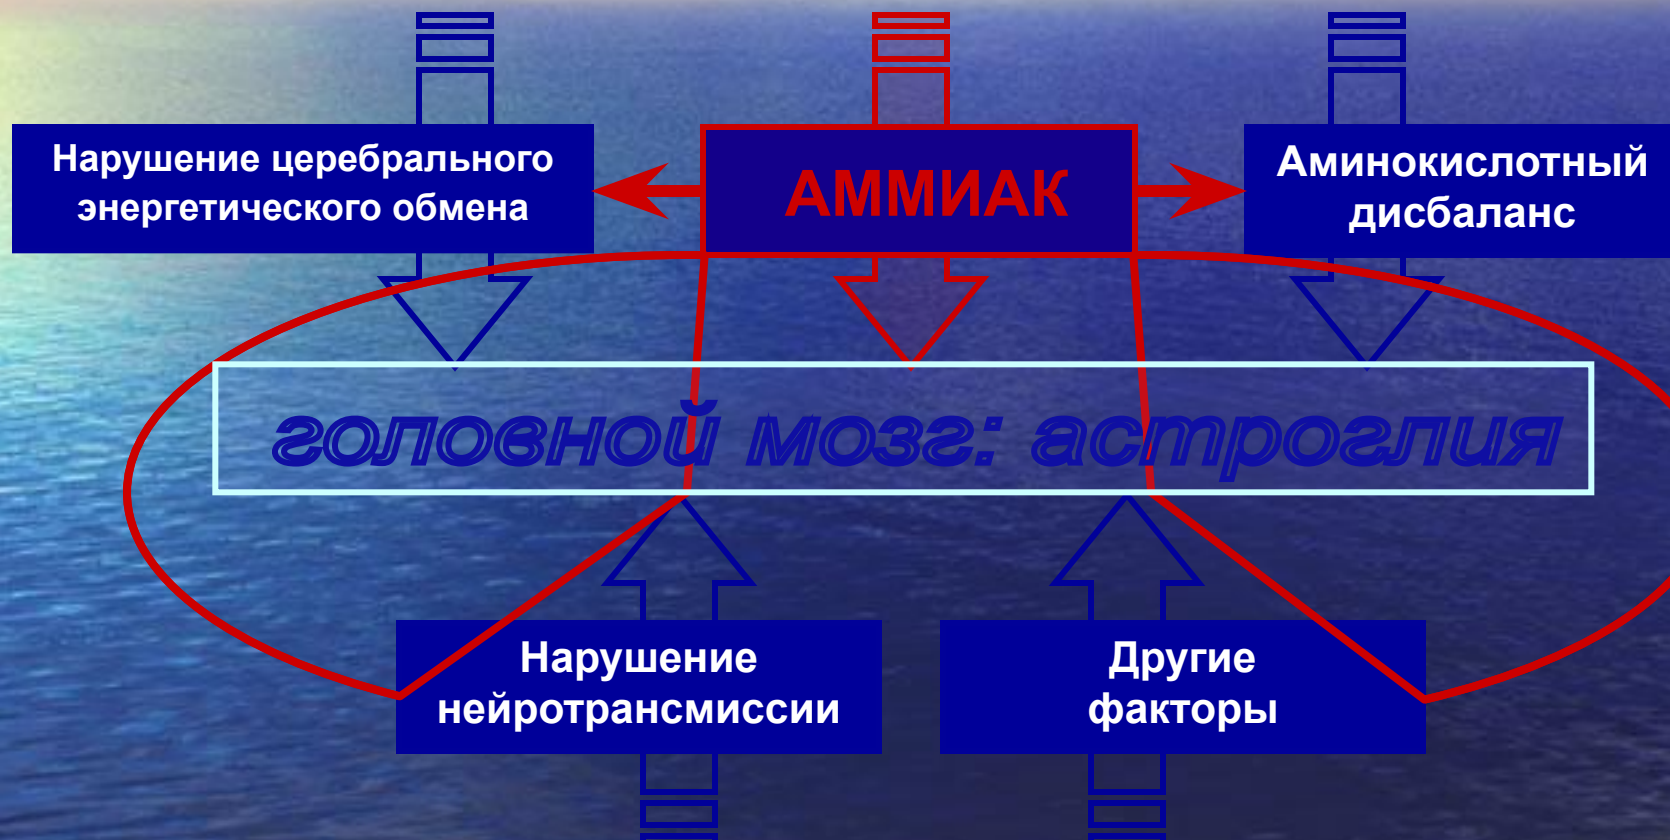 Нарушение церебрального
энергетического обмена
АММИАК
Аминокислотный
дисбаланс
головной мозг: астроглия
Нарушение
нейротрансмиссии
Другие
факторы